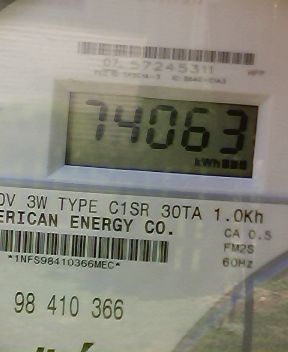 07 57245311
74063
kWh
0V 3W TYPE C1SR 30TA 1.0Kh
ERICAN ENERGY CO.
CA 0.5
FM2S
60Hz
*1NFS98410366MEC*
98 410 366